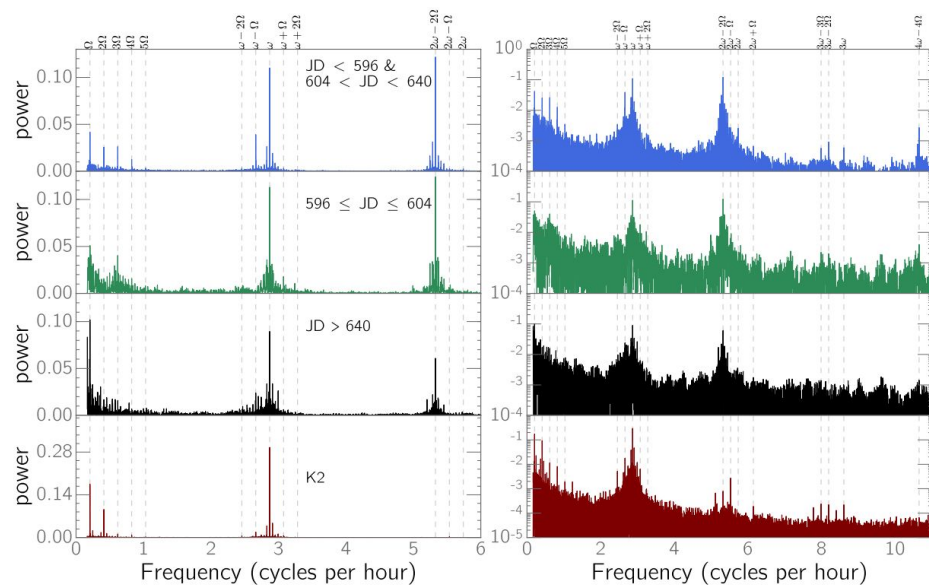 Ω
2Ω
3Ω
4Ω
5Ω
ω − 2Ω
ω − Ω
ω
ω + Ω
ω + 2Ω
2ω − 2Ω
2ω − Ω
2ω
power
0.10
0.05
0.00
JD < 596 &
604 < JD < 640
power
0.10
0.05
0.00
596 ≤ JD ≤ 604
power
0.10
0.05
0.00
JD > 640
power
0.28
0.14
0.00
K2
0 1 2 3 4 5 6
Frequency (cycles per hour)
Ω
2Ω
3Ω
4Ω
5Ω
ω − 2Ω
ω − Ω
ω
ω + Ω
ω + 2Ω
2ω − 2Ω
2ω − Ω
2ω
2ω + Ω
3ω − 3Ω
3ω − 2Ω
3ω
4ω − 4Ω
10⁰
-1
-3
10⁻⁴
-1
-3
10⁻⁴
-1
-3
10⁻⁴
-1
-3
-4
10⁻⁵
0 2 4 6 8 10
Frequency (cycles per hour)